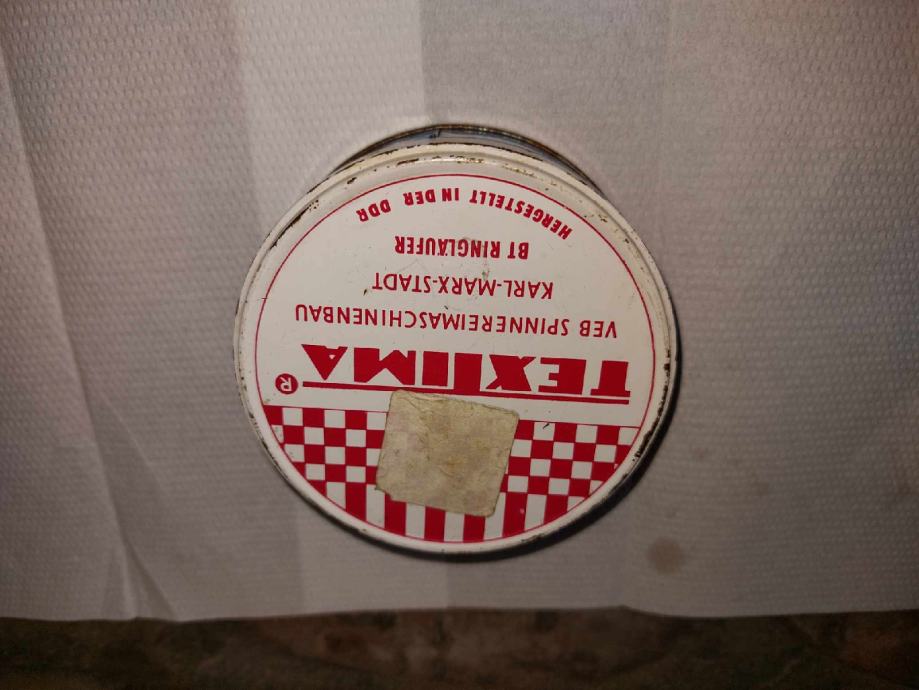 TEXTIMA ®
VEB SPINNEREIMASCHINENBAU
KARL-MARX-STADT
BT RINGLÄUFER
HERGESTELLT IN DER DDR